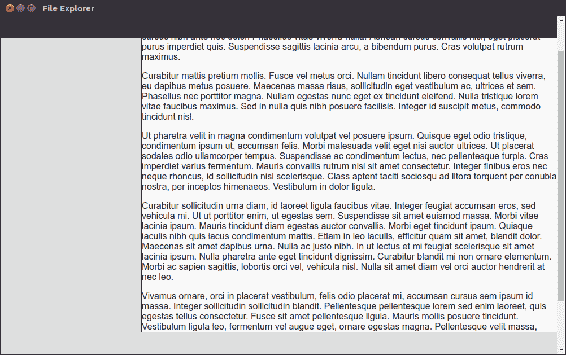 File Explorer
purus imperdiet quis. Suspendisse sagittis lacinia arcu, a bibendum purus. Cras volutpat rutrum
maximus.
Curabitur mattis pretium mollis. Fusce vel metus orci. Nullam tincidunt libero consequat tellus viverra,
eu dapibus metus posuere. Maecenas massa risus, sollicitudin eget vestibulum ac, ultrices et sem.
Phasellus nec porttitor magna. Nullam egestas nunc eget ex tincidunt eleifend. Nulla tristique lorem
vitae faucibus maximus. Sed in nulla quis nibh posuere facilisis. Integer id suscipit metus, commodo
tincidunt nisl.
Ut pharetra velit in magna condimentum volutpat vel posuere ipsum. Quisque eget odio tristique,
condimentum ipsum ut, accumsan felis. Morbi malesuada velit eget nisi auctor ultrices. Ut placerat
sodales odio ullamcorper tempus. Suspendisse ac condimentum lectus, nec pellentesque turpis. Cras
imperdiet varius fermentum. Mauris convallis rutrum nisi sit amet consectetur. Integer finibus eros nec
neque rhoncus, id sollicitudin nisl scelerisque. Class aptent taciti sociosqu ad litora torquent per conubia
nostra, per inceptos himenaeos. Vestibulum in dolor ligula.
Curabitur sollicitudin urna diam, id laoreet ligula faucibus vitae. Integer feugiat accumsan eros, sed
vehicula mi. Ut ut porttitor enim, ut egestas sem. Suspendisse sit amet euismod massa. Morbi vitae
lacinia ipsum. Mauris tincidunt diam egestas auctor convallis. Morbi eget tincidunt ipsum. Quisque
iaculis nibh quis lacus condimentum mattis. Etiam in leo iaculis, efficitur quam sit amet, blandit dolor.
Maecenas sit amet dapibus urna. Nulla ac justo nibh. In ut lectus et mi feugiat scelerisque sit amet
lacinia ipsum. Nulla pharetra ante eget tincidunt dignissim. Curabitur blandit mi non ornare elementum.
Morbi ac sapien sagittis, lobortis orci vel, vehicula nisl. Nulla sit amet diam vel orci auctor hendrerit at
nec leo.
Vivamus ornare, orci in placerat vestibulum, felis odio placerat mi, accumsan cursus sem ipsum id
massa. Integer sollicitudin sollicitudin blandit. Pellentesque pellentesque lorem sed enim laoreet, quis
egestas tellus consectetur. Fusce sit amet pellentesque ligula. Mauris mollis posuere tincidunt.
Vestibulum ligula leo, fermentum vel augue eget, ornare egestas magna. Pellentesque velit massa,